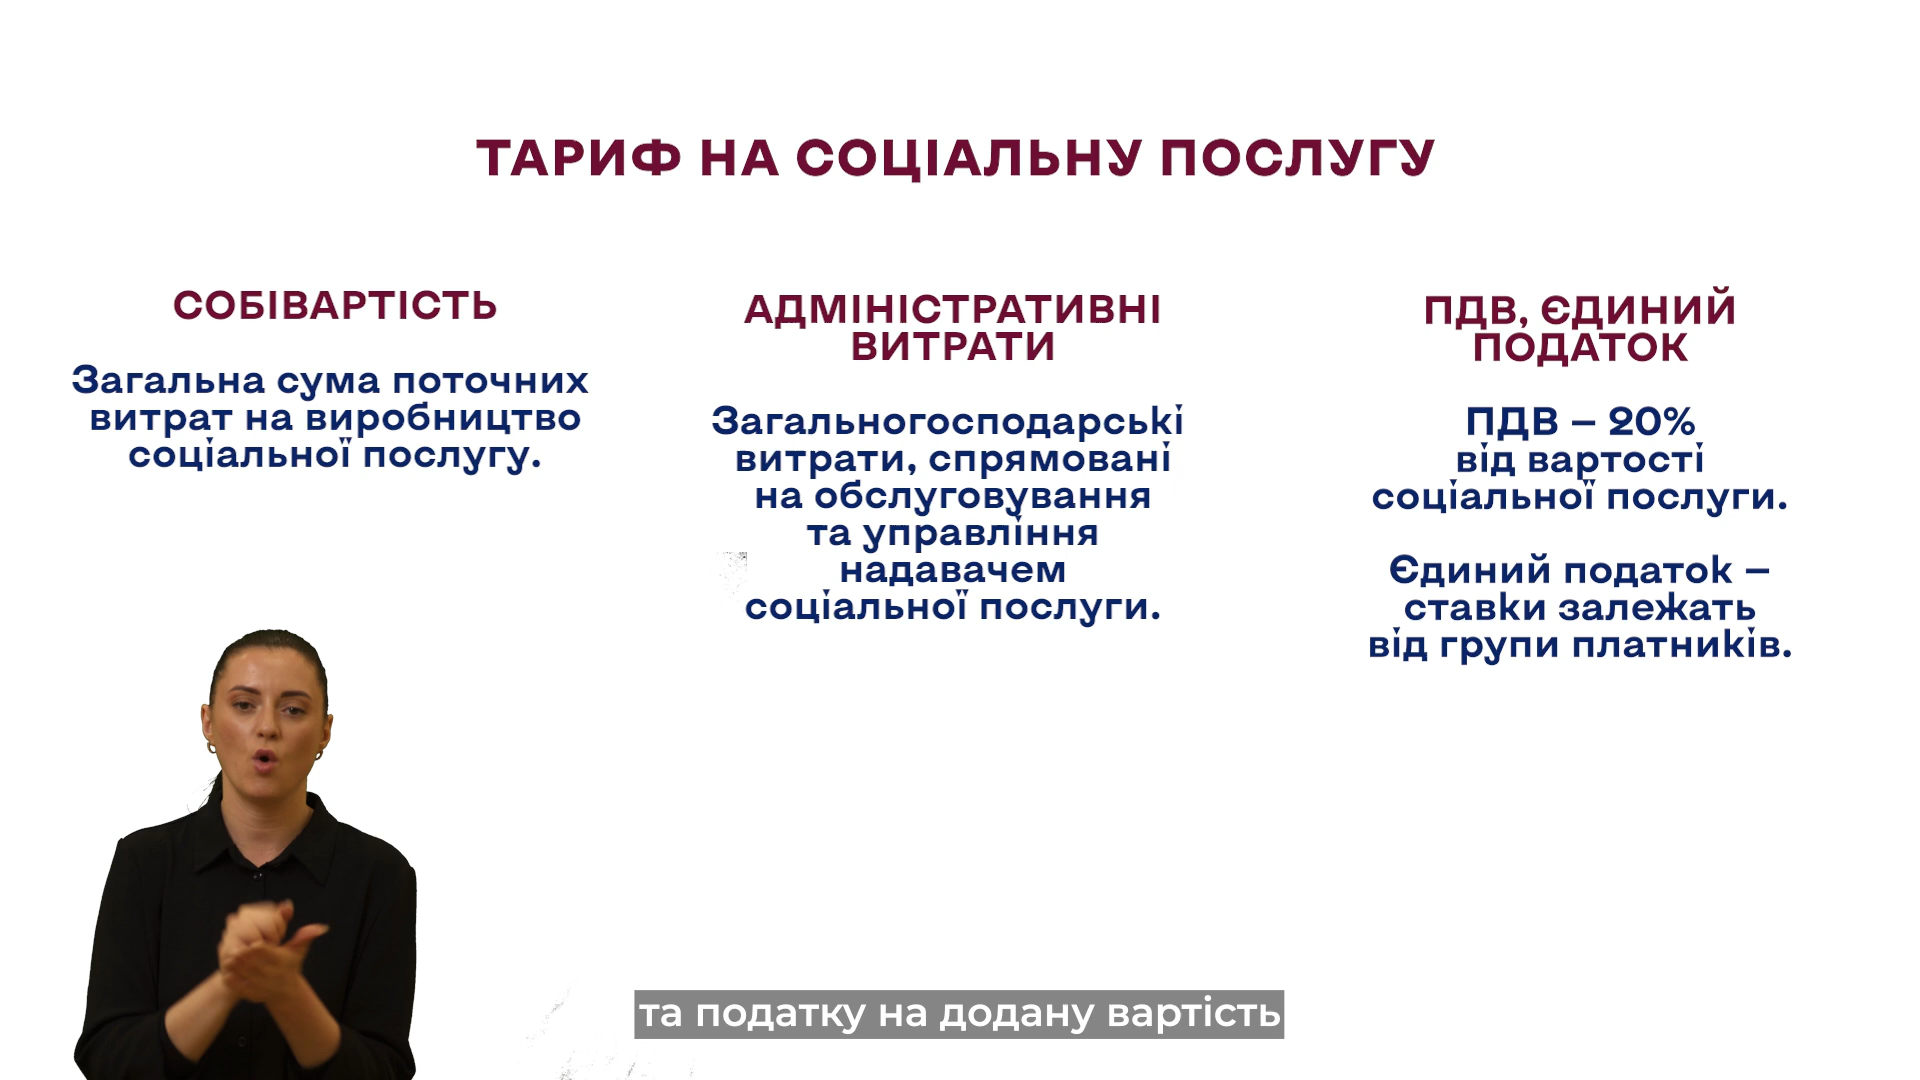 ТАРИФ НА СОЦІАЛЬНУ ПОСЛУГУ
СОБІВАРТІСТЬ
Загальна сума поточних
витрат на виробництво
соціальної послугу.
АДМІНІСТРАТИВНІ
ВИТРАТИ
Загальногосподарські
витрати, спрямовані
на обслуговування
та управління
надавачем
соціальної послуги.
ПДВ, ЄДИНИЙ
ПОДАТОК
ПДВ – 20%
від вартості
соціальної послуги.
Єдиний податок –
ставки залежать
від групи платників.
та податку на додану вартість